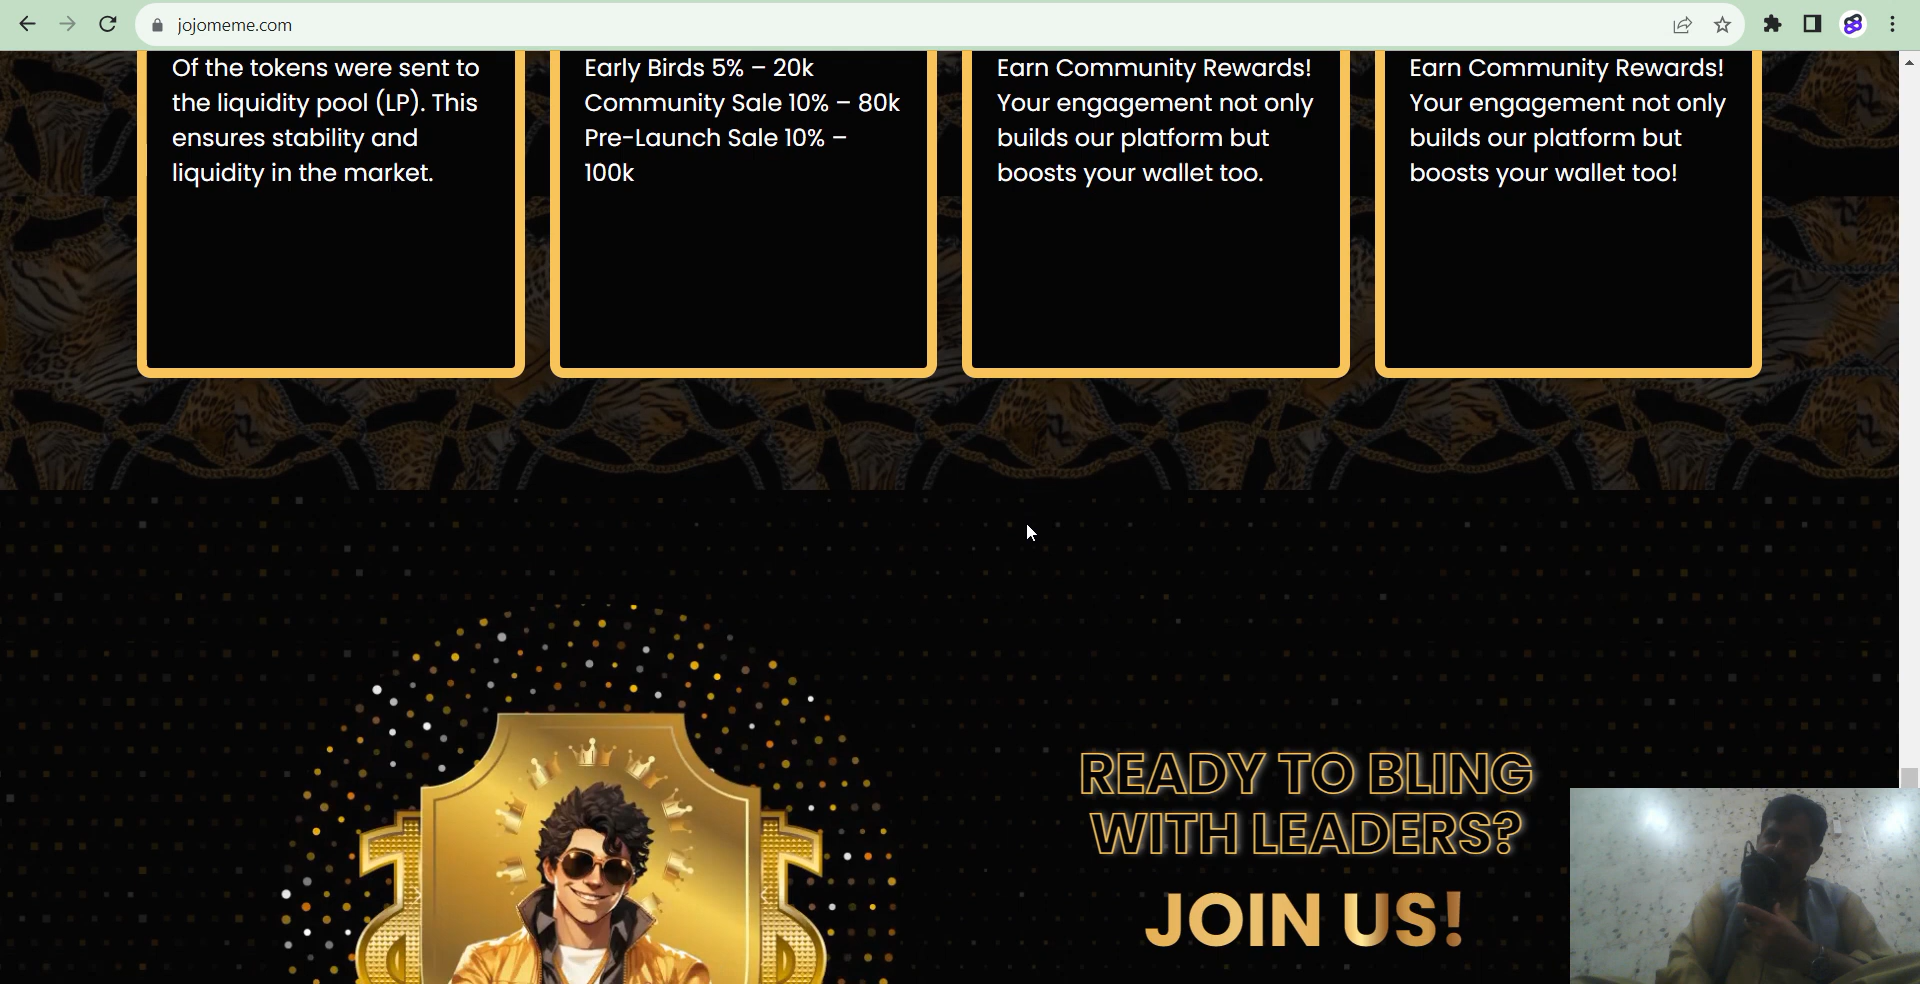 jojomeme.com
Of the tokens were sent to
the liquidity pool (LP). This
ensures stability and
liquidity in the market.
Early Birds 5% – 20k
Community Sale 10% – 80k
Pre-Launch Sale 10% –
100k
Earn Community Rewards!
Your engagement not only
builds our platform but
boosts your wallet too.
Earn Community Rewards!
Your engagement not only
builds our platform but
boosts your wallet too!
READY TO BLING
WITH LEADERS?
JOIN US!